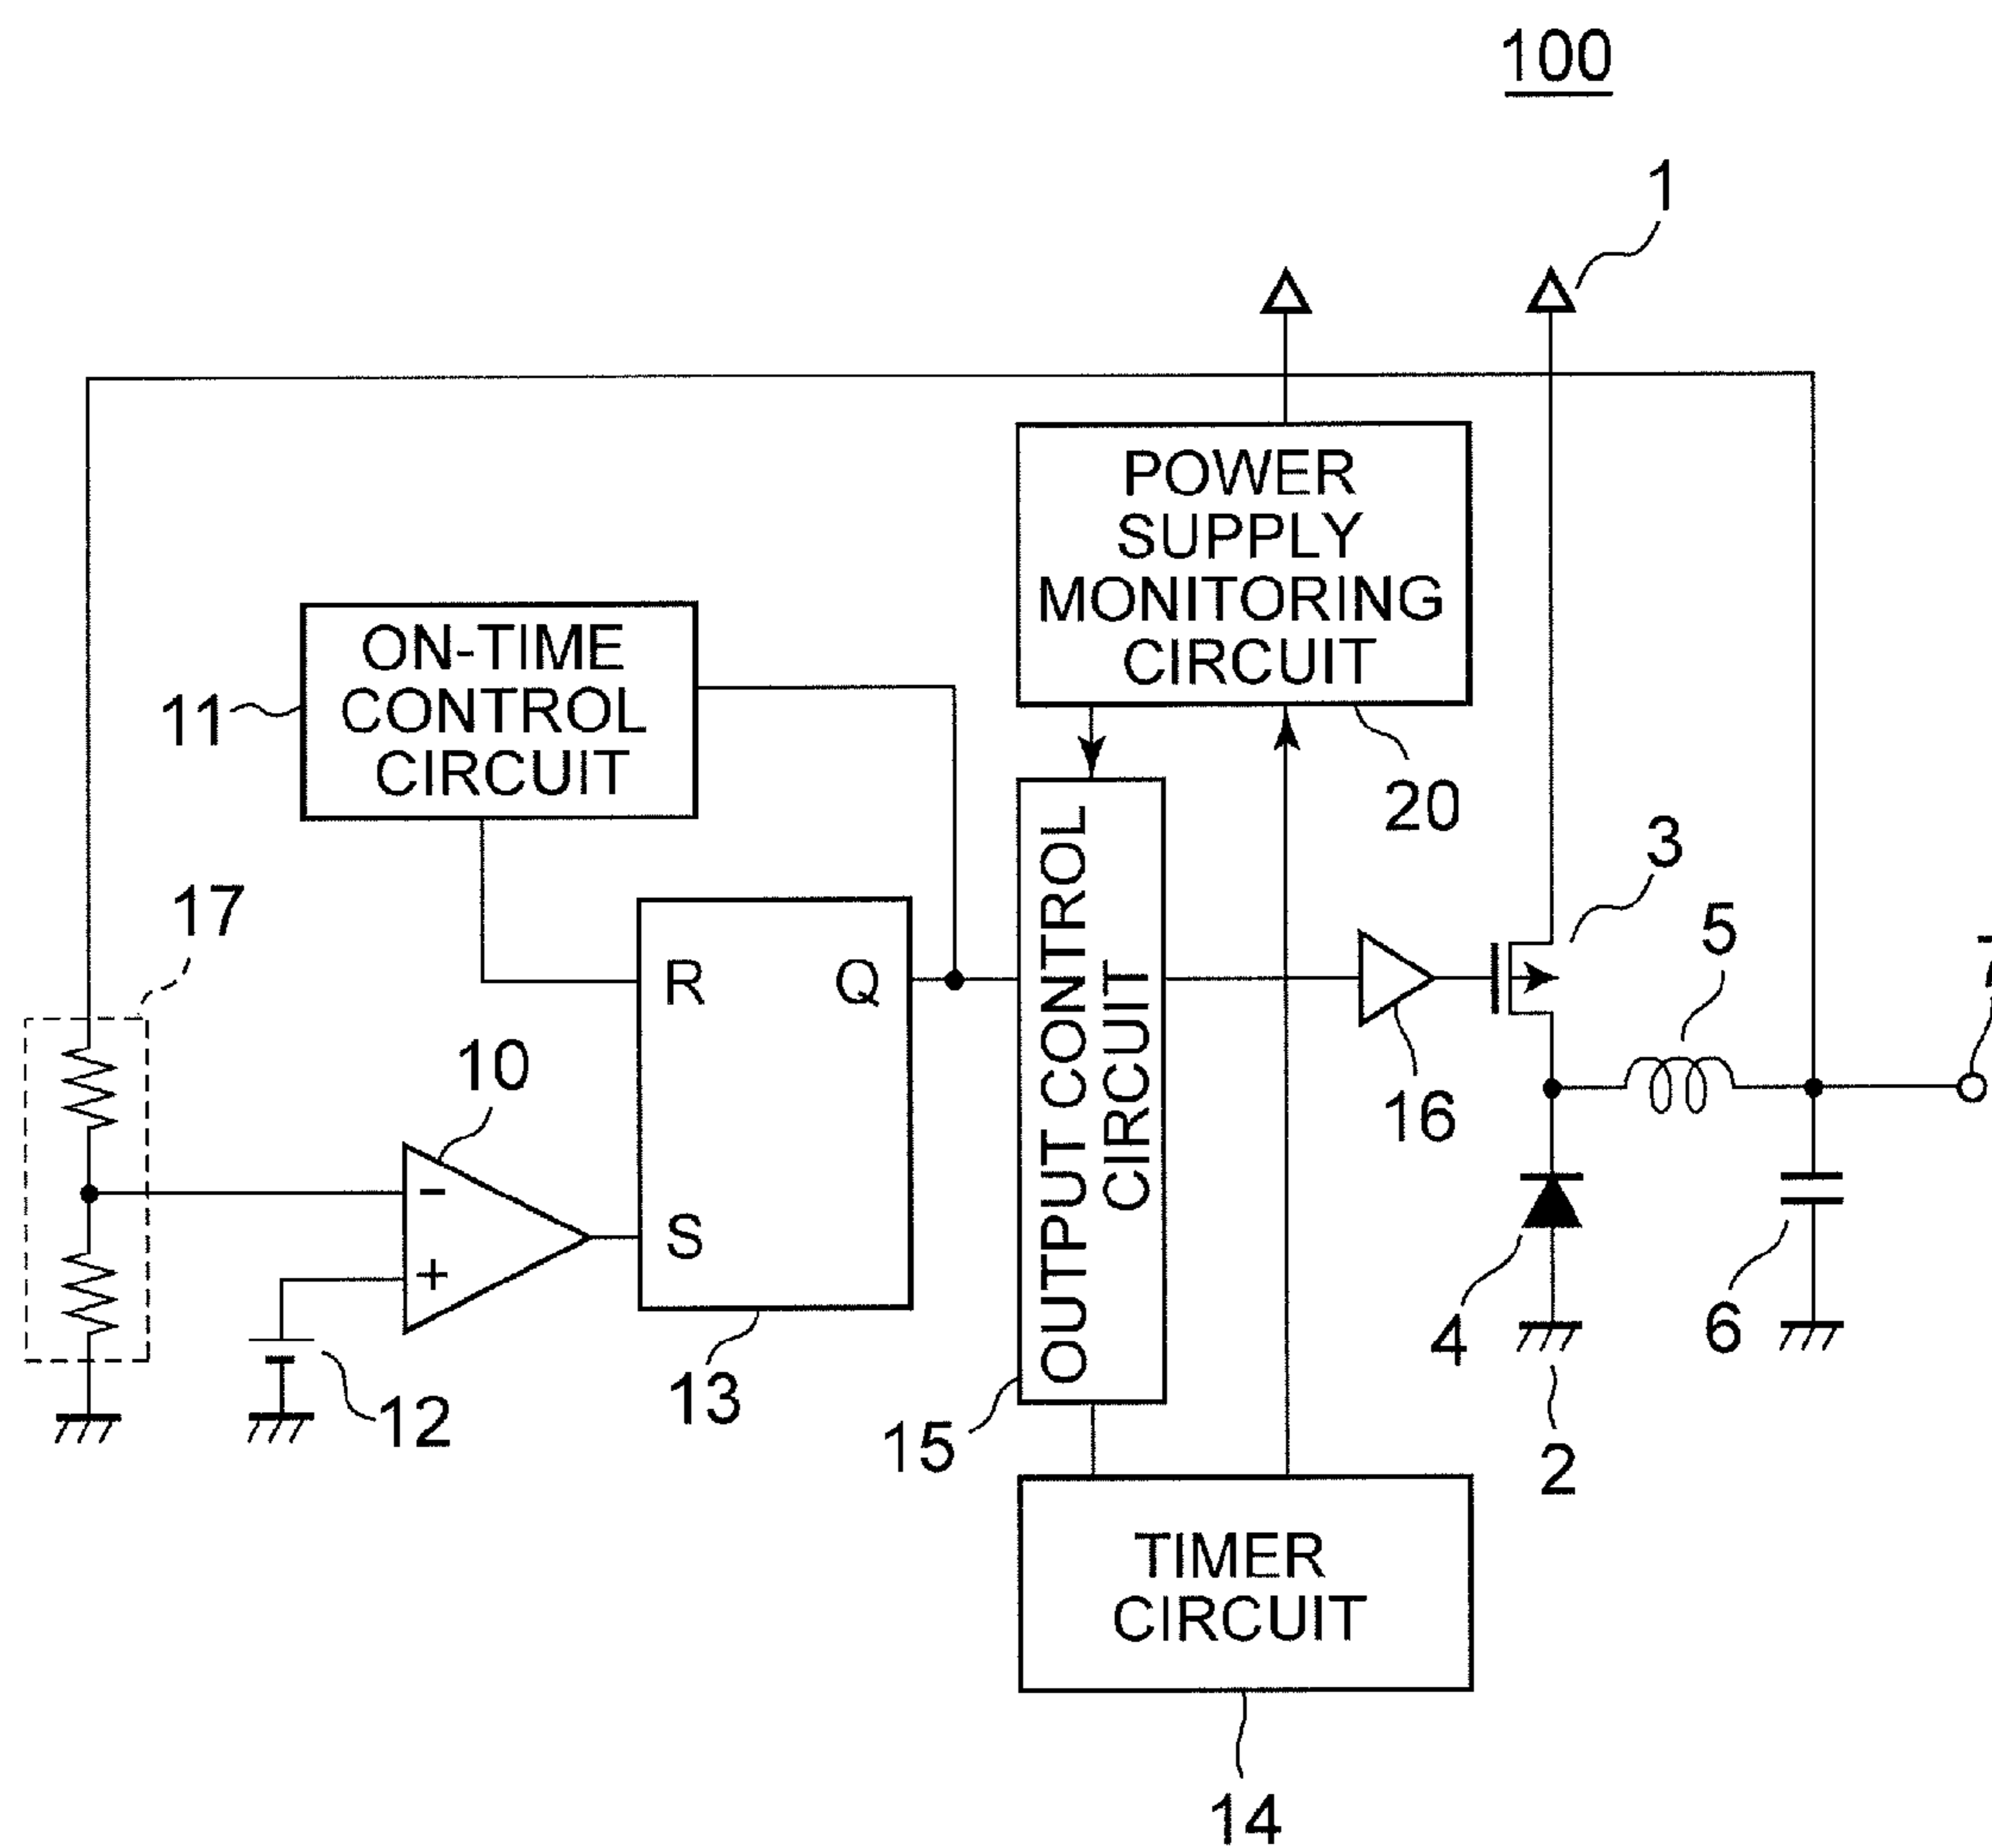 100
1
POWER
SUPPLY
MONITORING
CIRCUIT
ON-TIME
CONTROL
CIRCUIT
11
20
3
17
5
R
Q
OUTPUT CONTROL
CIRCUIT
10
16
-
S
+
4
6
12
13
15
2
TIMER
CIRCUIT
14